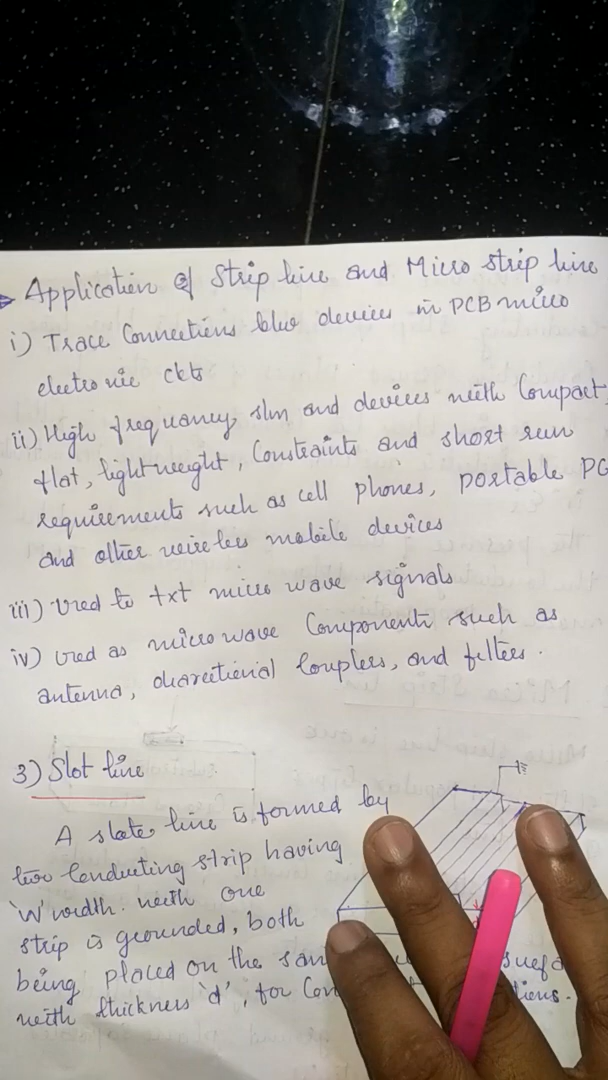 Application of Strip line and Micro strip line
i) Trace Connections b/w devices in PCB micro
electronic ckts
ii) High frequency s/m and devices with Compact,
flat, lightweight, Constraints and short run
requirements such as cell phones, portable PC
and other wireless mobile devices
iii) Used to txt micro wave signals
iv) Used as microwave Components such as
antenna, directional Couplers, and filters.
3) Slot line
A slote line is formed by
two Conducting strip having
'W' width. with one
strip is grounded, both
being placed on the
with thickness 'd', for